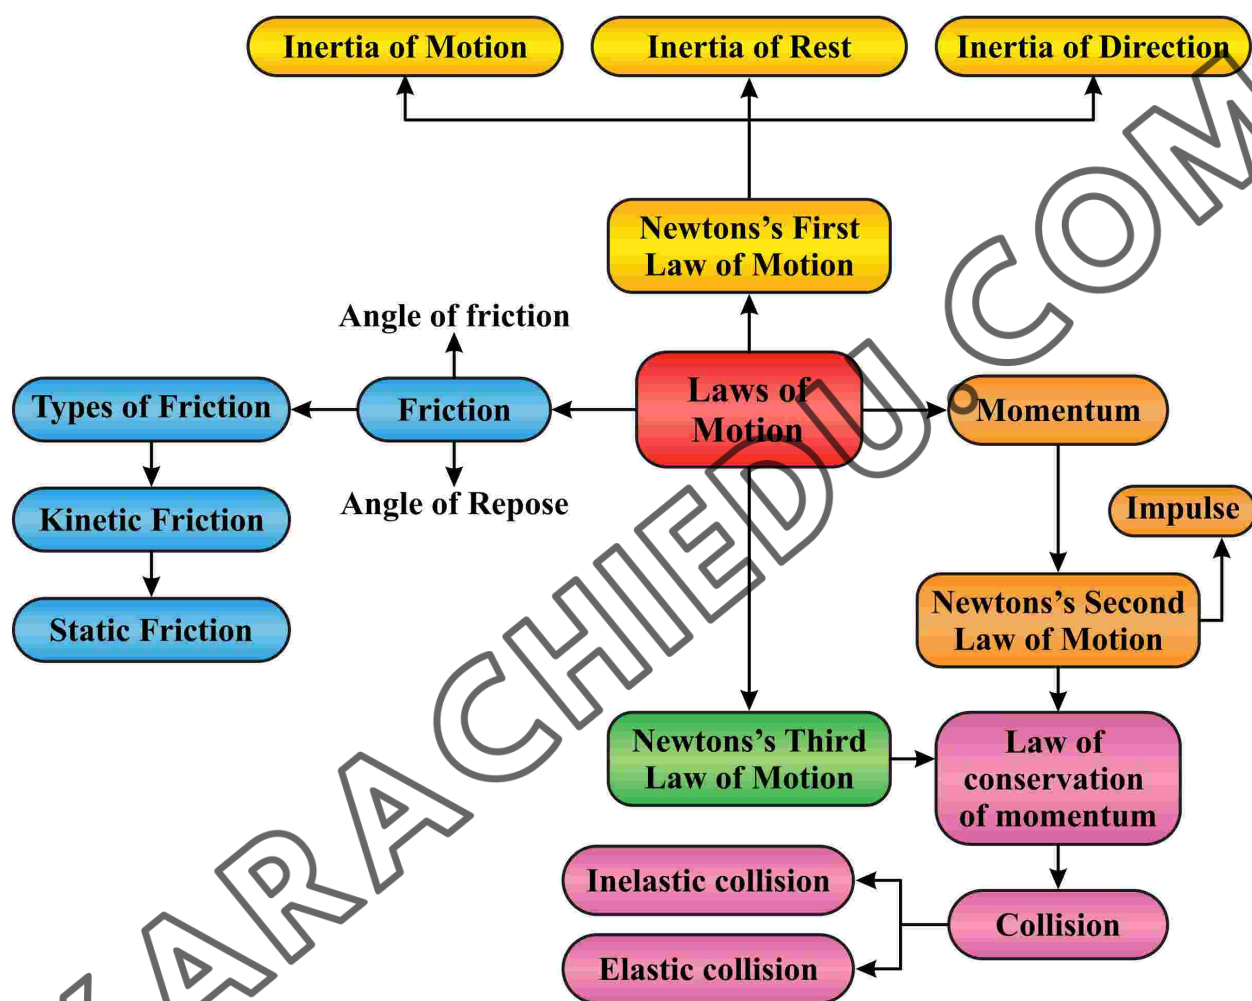 Inertia of Motion
Inertia of Rest
Inertia of Direction
Newtons's First
Law of Motion
Angle of friction
Types of Friction
Friction
Laws of
Motion
Momentum
Kinetic Friction
Angle of Repose
Impulse
Static Friction
Newtons's Second
Law of Motion
Newtons's Third
Law of Motion
Law of
conservation
of momentum
Inelastic collision
Collision
Elastic collision
KARACHIEDU.COM